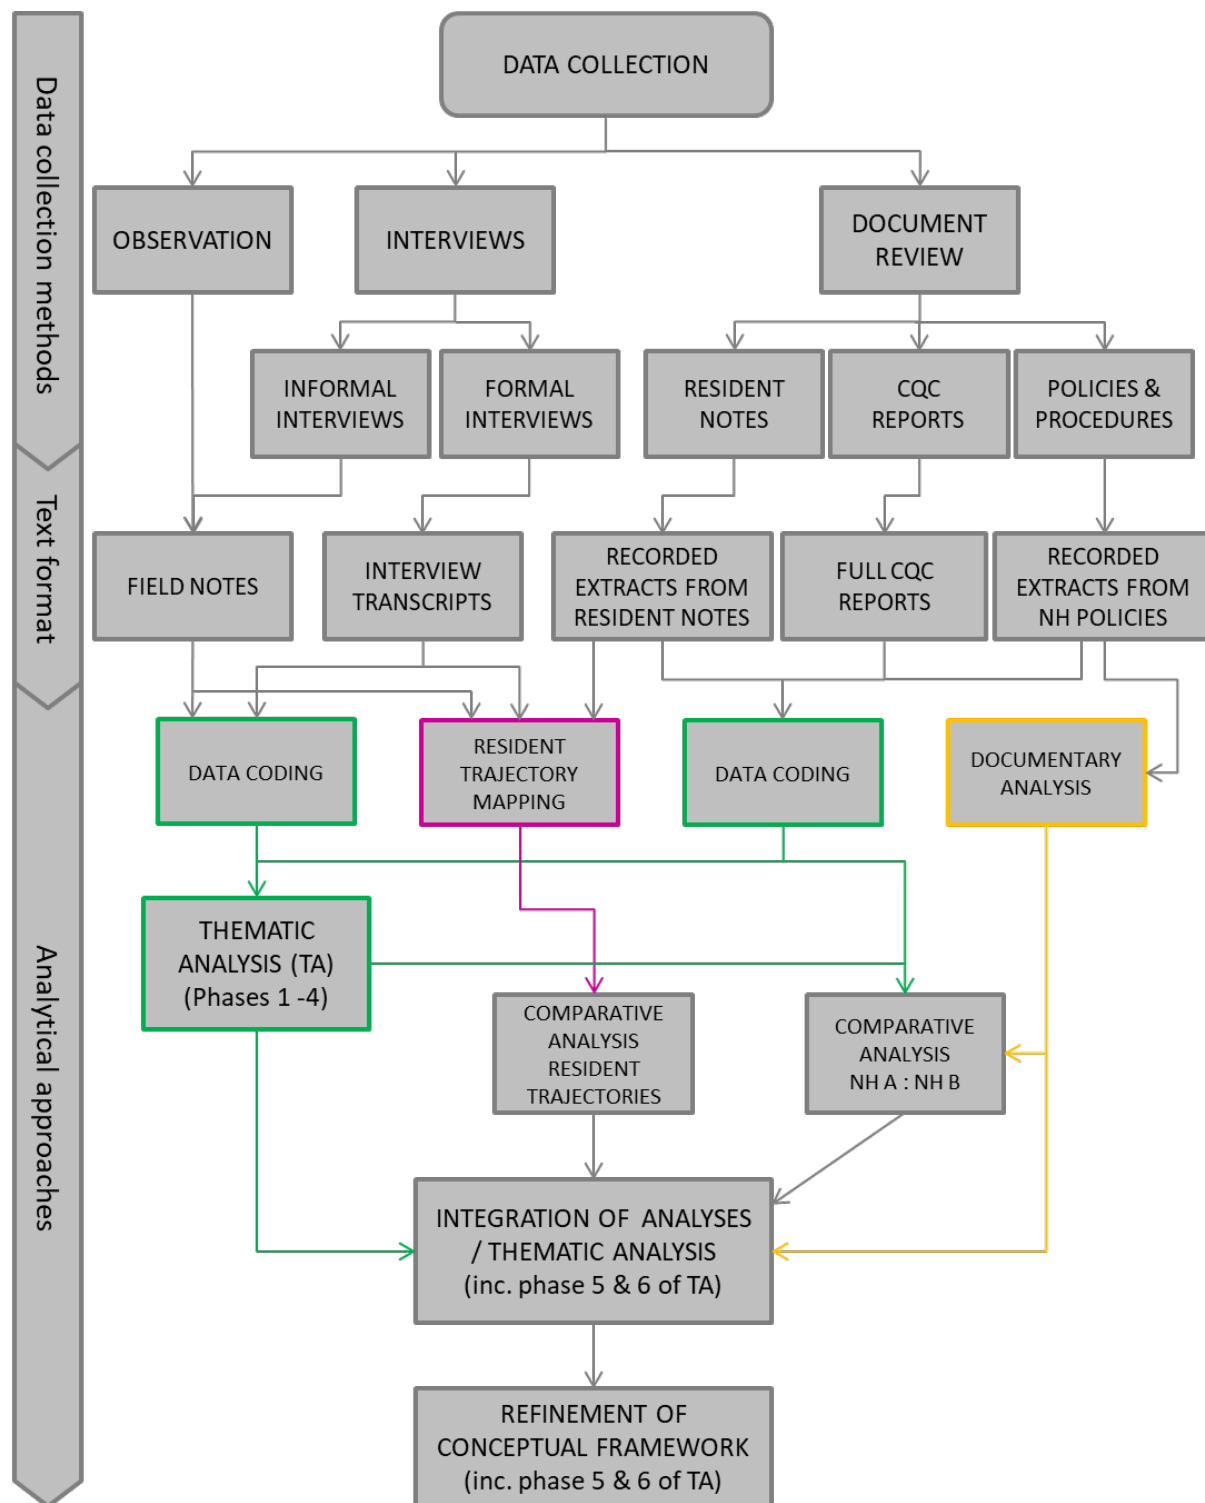 DATA COLLECTION
Data collection methods
OBSERVATION
INTERVIEWS
DOCUMENT
REVIEW
INFORMAL
INTERVIEWS
FORMAL
INTERVIEWS
RESIDENT
NOTES
CQC
REPORTS
POLICIES &
PROCEDURES
Text format
FIELD NOTES
INTERVIEW
TRANSCRIPTS
RECORDED
EXTRACTS FROM
RESIDENT NOTES
FULL CQC
REPORTS
RECORDED
EXTRACTS FROM
NH POLICIES
Analytical approaches
DATA CODING
RESIDENT
TRAJECTORY
MAPPING
DATA CODING
DOCUMENTARY
ANALYSIS
THEMATIC
ANALYSIS (TA)
(Phases 1 -4)
COMPARATIVE
ANALYSIS
RESIDENT
TRAJECTORIES
COMPARATIVE
ANALYSIS
NH A : NH B
INTEGRATION OF ANALYSES
/ THEMATIC ANALYSIS
(inc. phase 5 & 6 of TA)
REFINEMENT OF
CONCEPTUAL FRAMEWORK
(inc. phase 5 & 6 of TA)